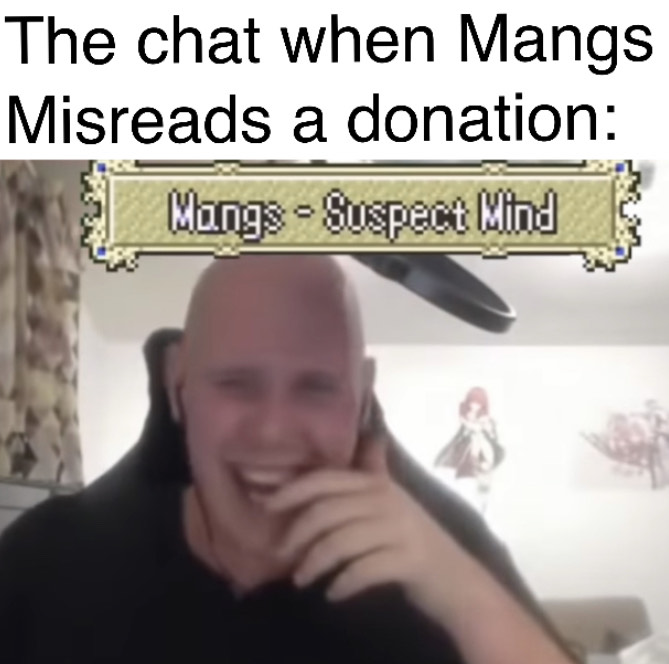 The chat when Mangs
Misreads a donation:
Mangs - Suspect Mind